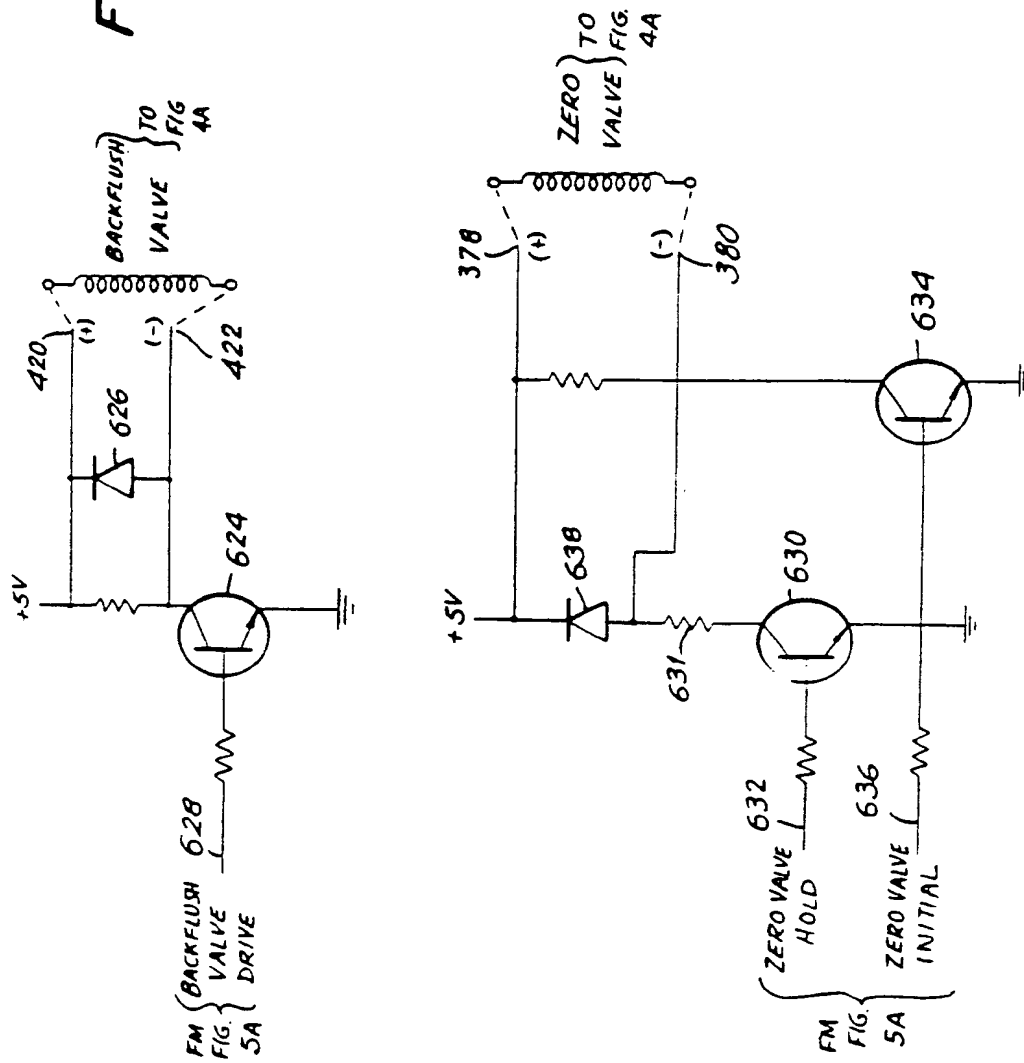 F
BACKFLUSH
VALVE
TO
FIG
4A
420
(+)
(-)
422
626
+5V
624
628
FM
FIG.
5A
BACKFLUSH
VALVE
DRIVE
ZERO
VALVE
TO
FIG.
4A
378
(+)
(-)
380
634
+5V
638
631
630
632
636
ZERO VALVE
HOLD
ZERO VALVE
INITIAL
FM
FIG.
5A